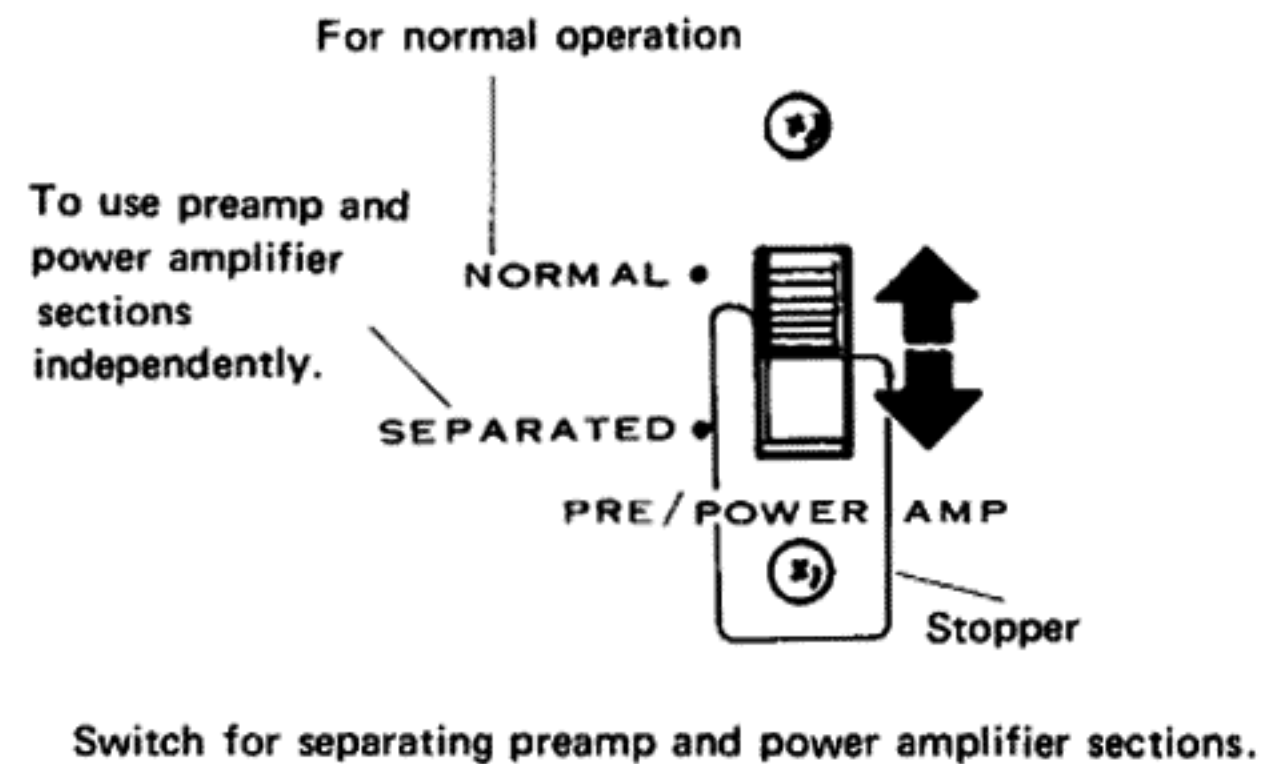 For normal operation
To use preamp and
power amplifier
sections
independently.
NORMAL
SEPARATED
PRE/POWER AMP
Stopper
Switch for separating preamp and power amplifier sections.